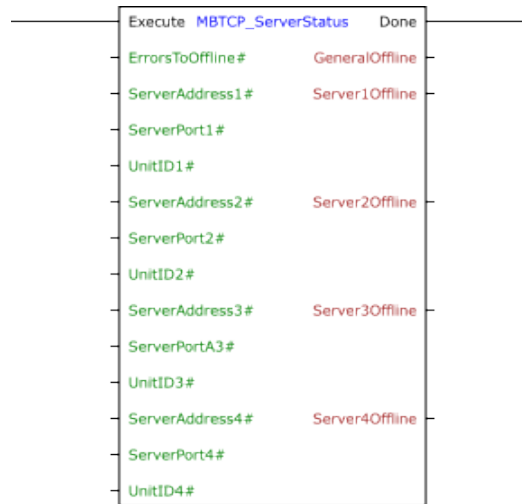 Execute MBTCP_ServerStatus Done
ErrorsToOffline# GeneralOffline
ServerAddress1# Server1Offline
ServerPort1#
UnitID1#
ServerAddress2# Server2Offline
ServerPort2#
UnitID2#
ServerAddress3# Server3Offline
ServerPortA3#
UnitID3#
ServerAddress4# Server4Offline
ServerPort4#
UnitID4#